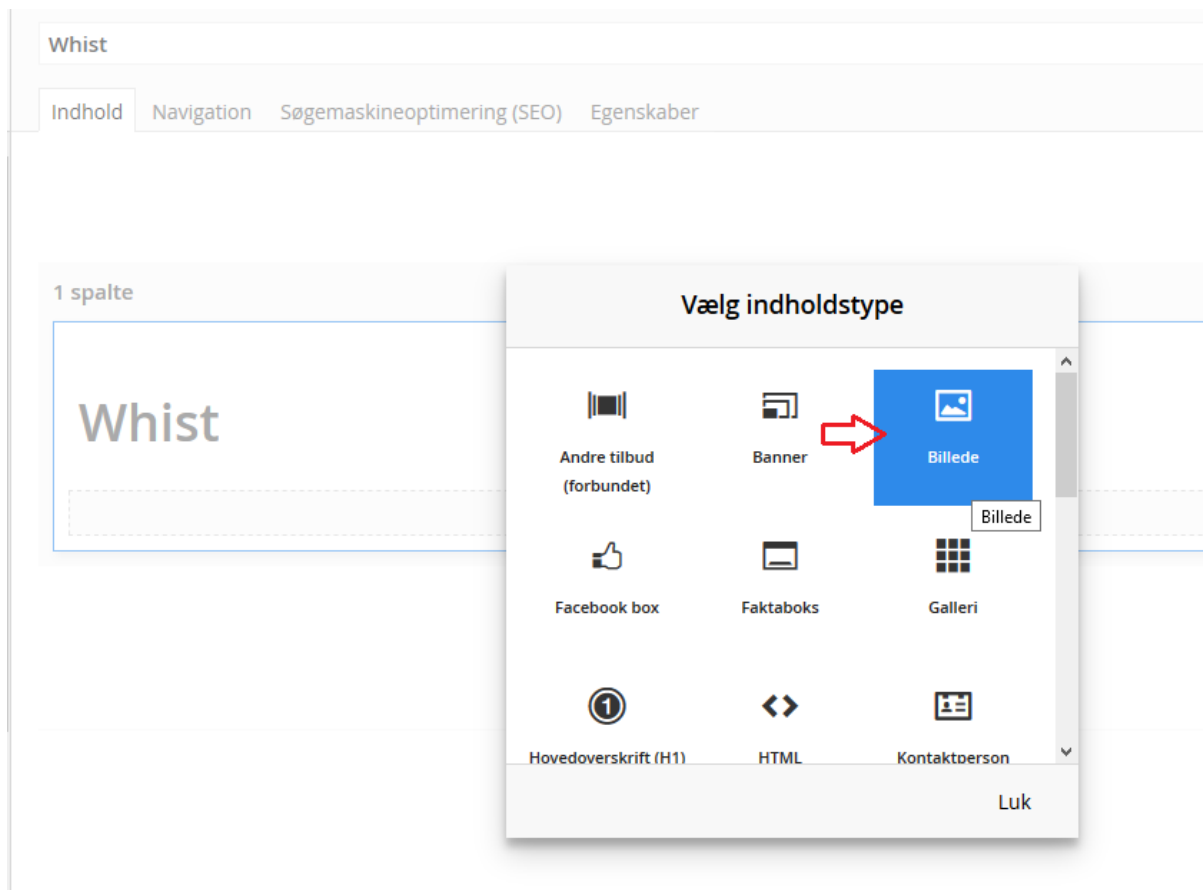 Whist
Indhold Navigation Søgemaskineoptimering (SEO) Egenskaber
1 spalte
Whist
Vælg indholdstype
Andre tilbud
(forbundet)
Banner
Billede
Billede
Facebook box
Faktaboks
Galleri
Hovedoverskrift (H1)
HTML
Kontaktperson
Luk